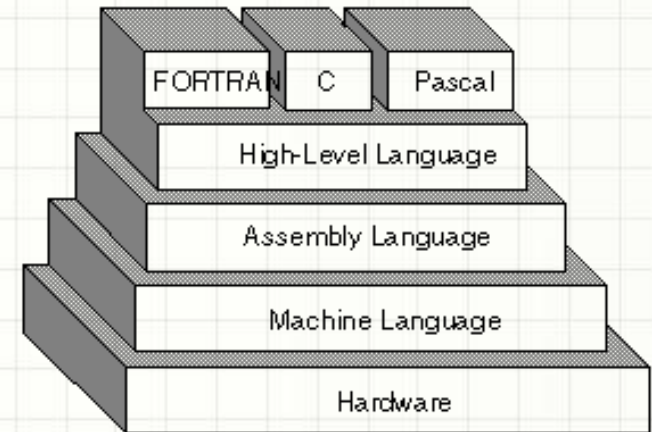 FORTRAN C Pascal
High-Level Language
Assembly Language
Machine Language
Hardware